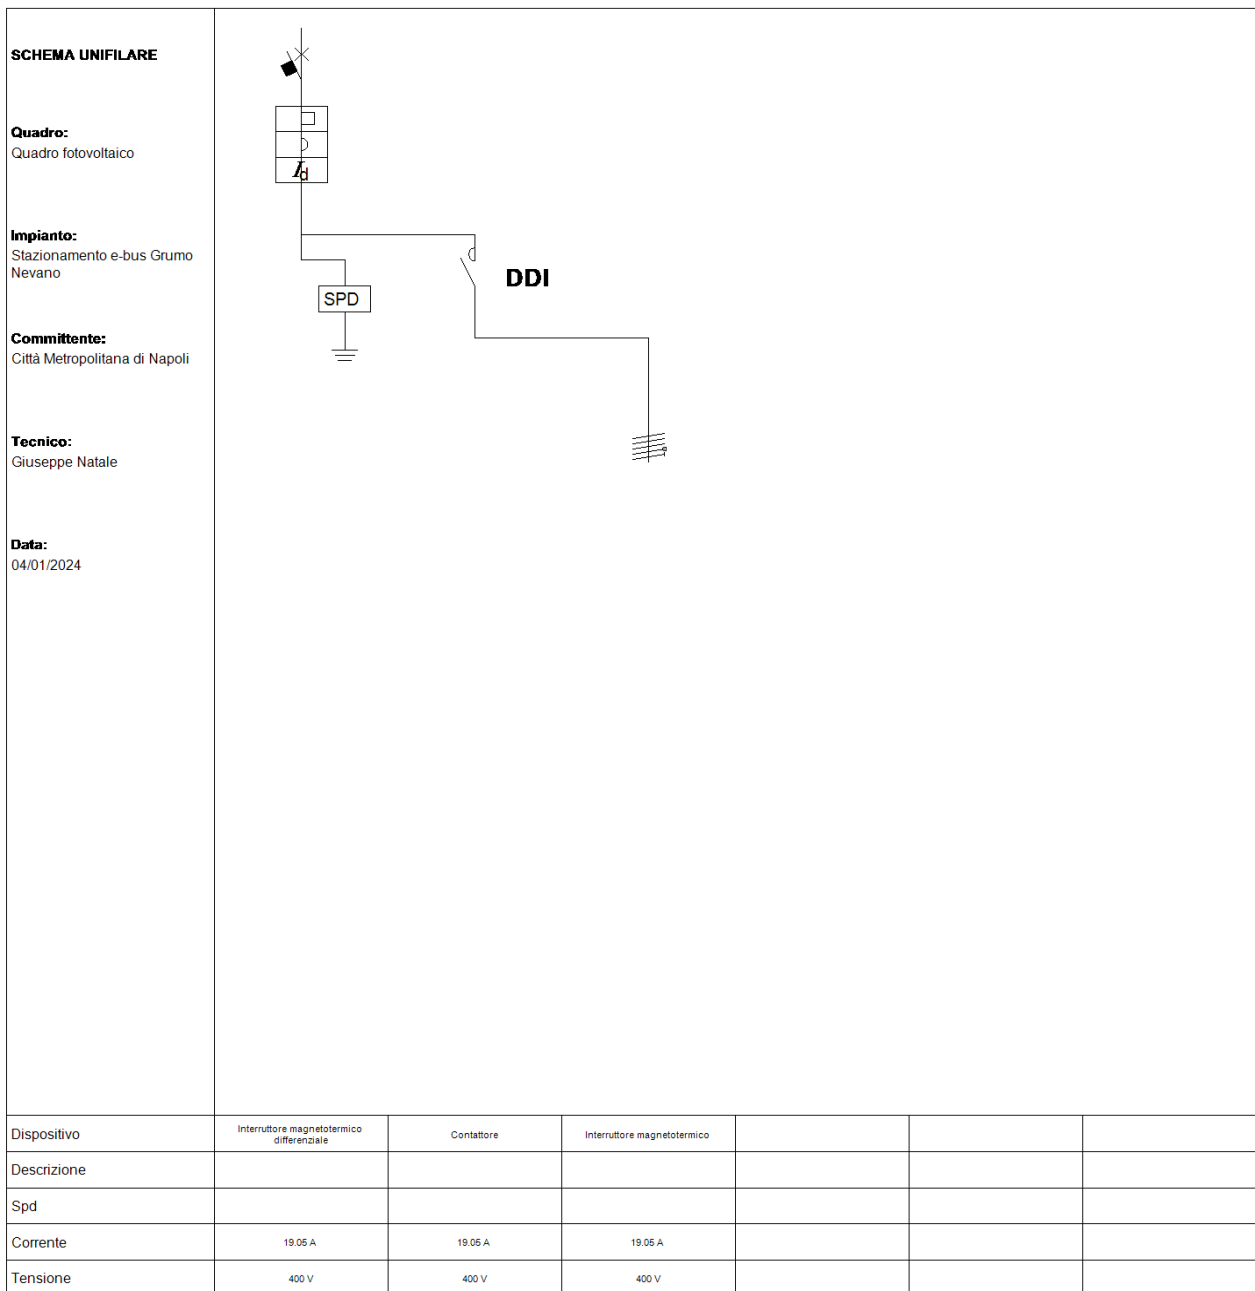 SCHEMA UNIFILARE
Quadro:
Quadro fotovoltaico
Impianto:
Stazionamento e-bus Grumo
Nevano
Committente:
Città Metropolitana di Napoli
Tecnico:
Giuseppe Natale
Data:
04/01/2024
Id
SPD
DDI
Dispositivo
Interruttore magnetotermico
differenziale
Contattore
Interruttore magnetotermico
Descrizione
Spd
Corrente
19.05 A
19.05 A
19.05 A
Tensione
400 V
400 V
400 V